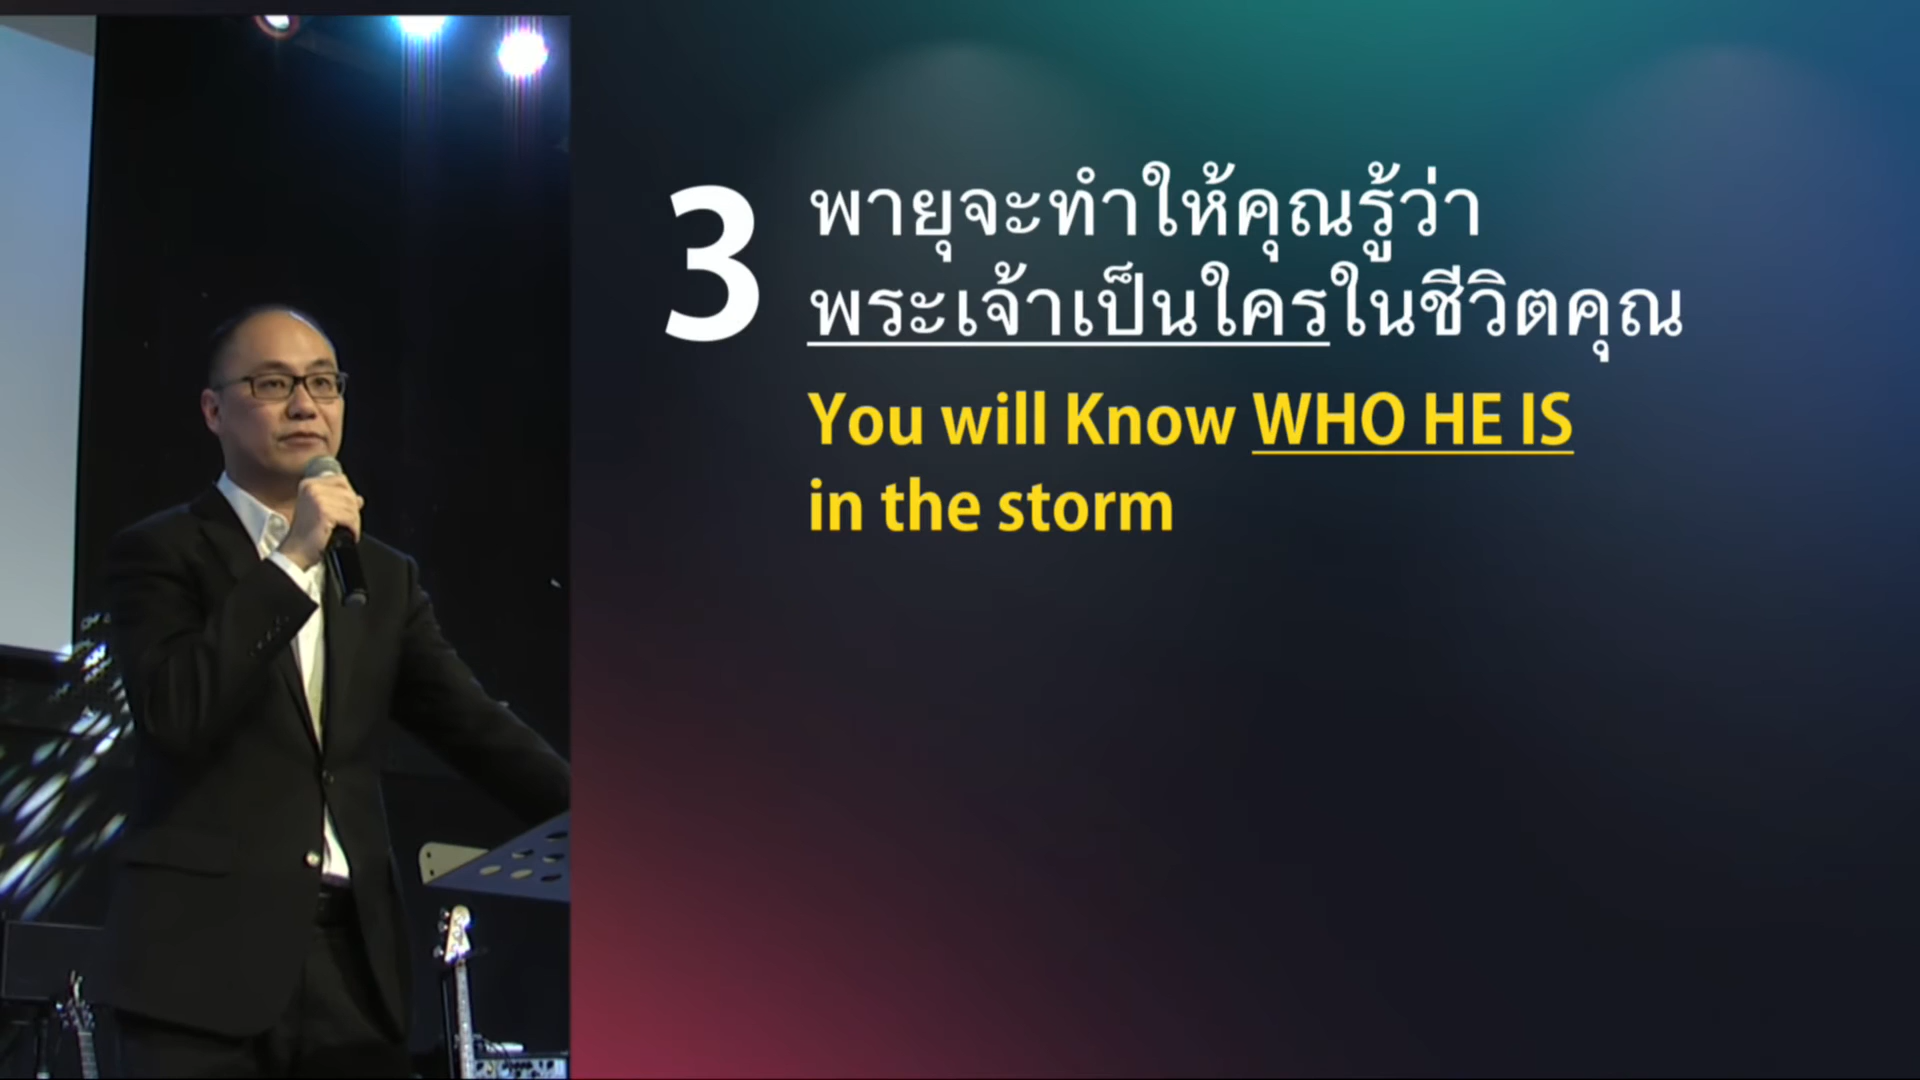 3
พายุจะทำให้คุณรู้ว่า
พระเจ้าเป็นใครในชีวิตคุณ
You will Know WHO HE IS
in the storm